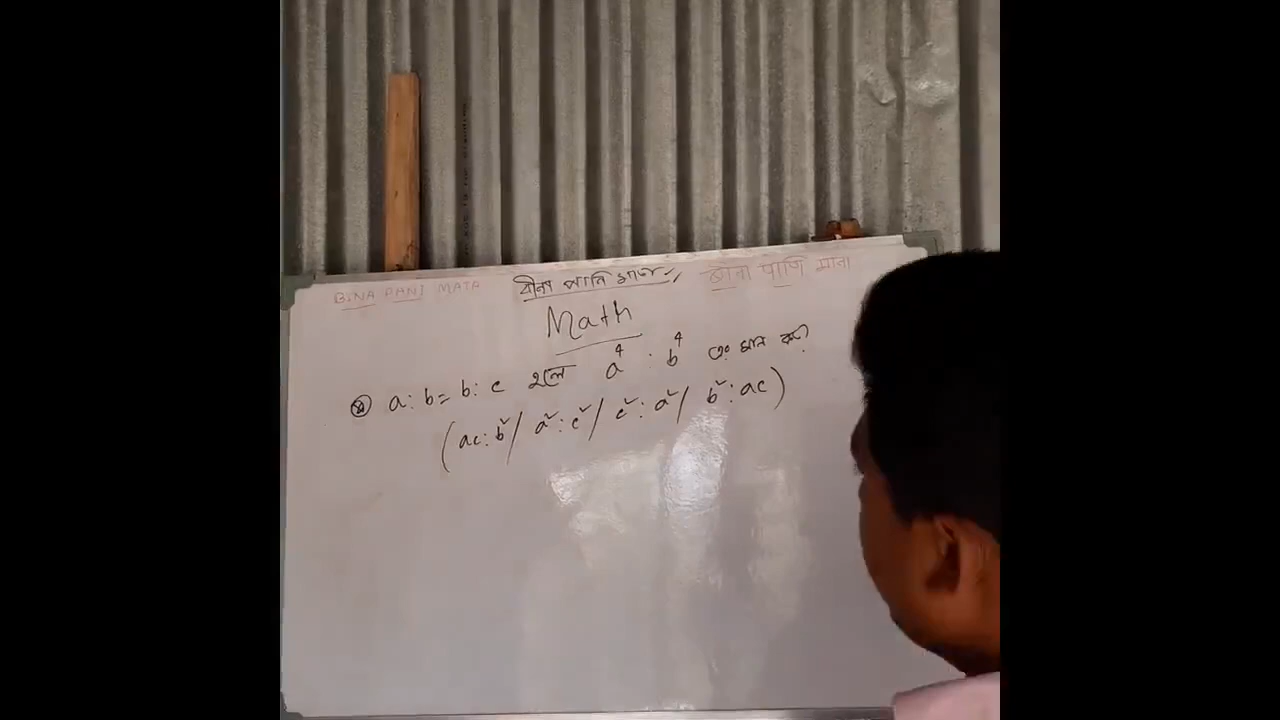 BINA PANI MATA বীনা পানি মাতা বীনা পাণি মাতা
Math
a:b=b:c হলে a⁴:b⁴ এর মান কত?
(ac:b²/ a²:c²/ c²:a²/ b²:ac)